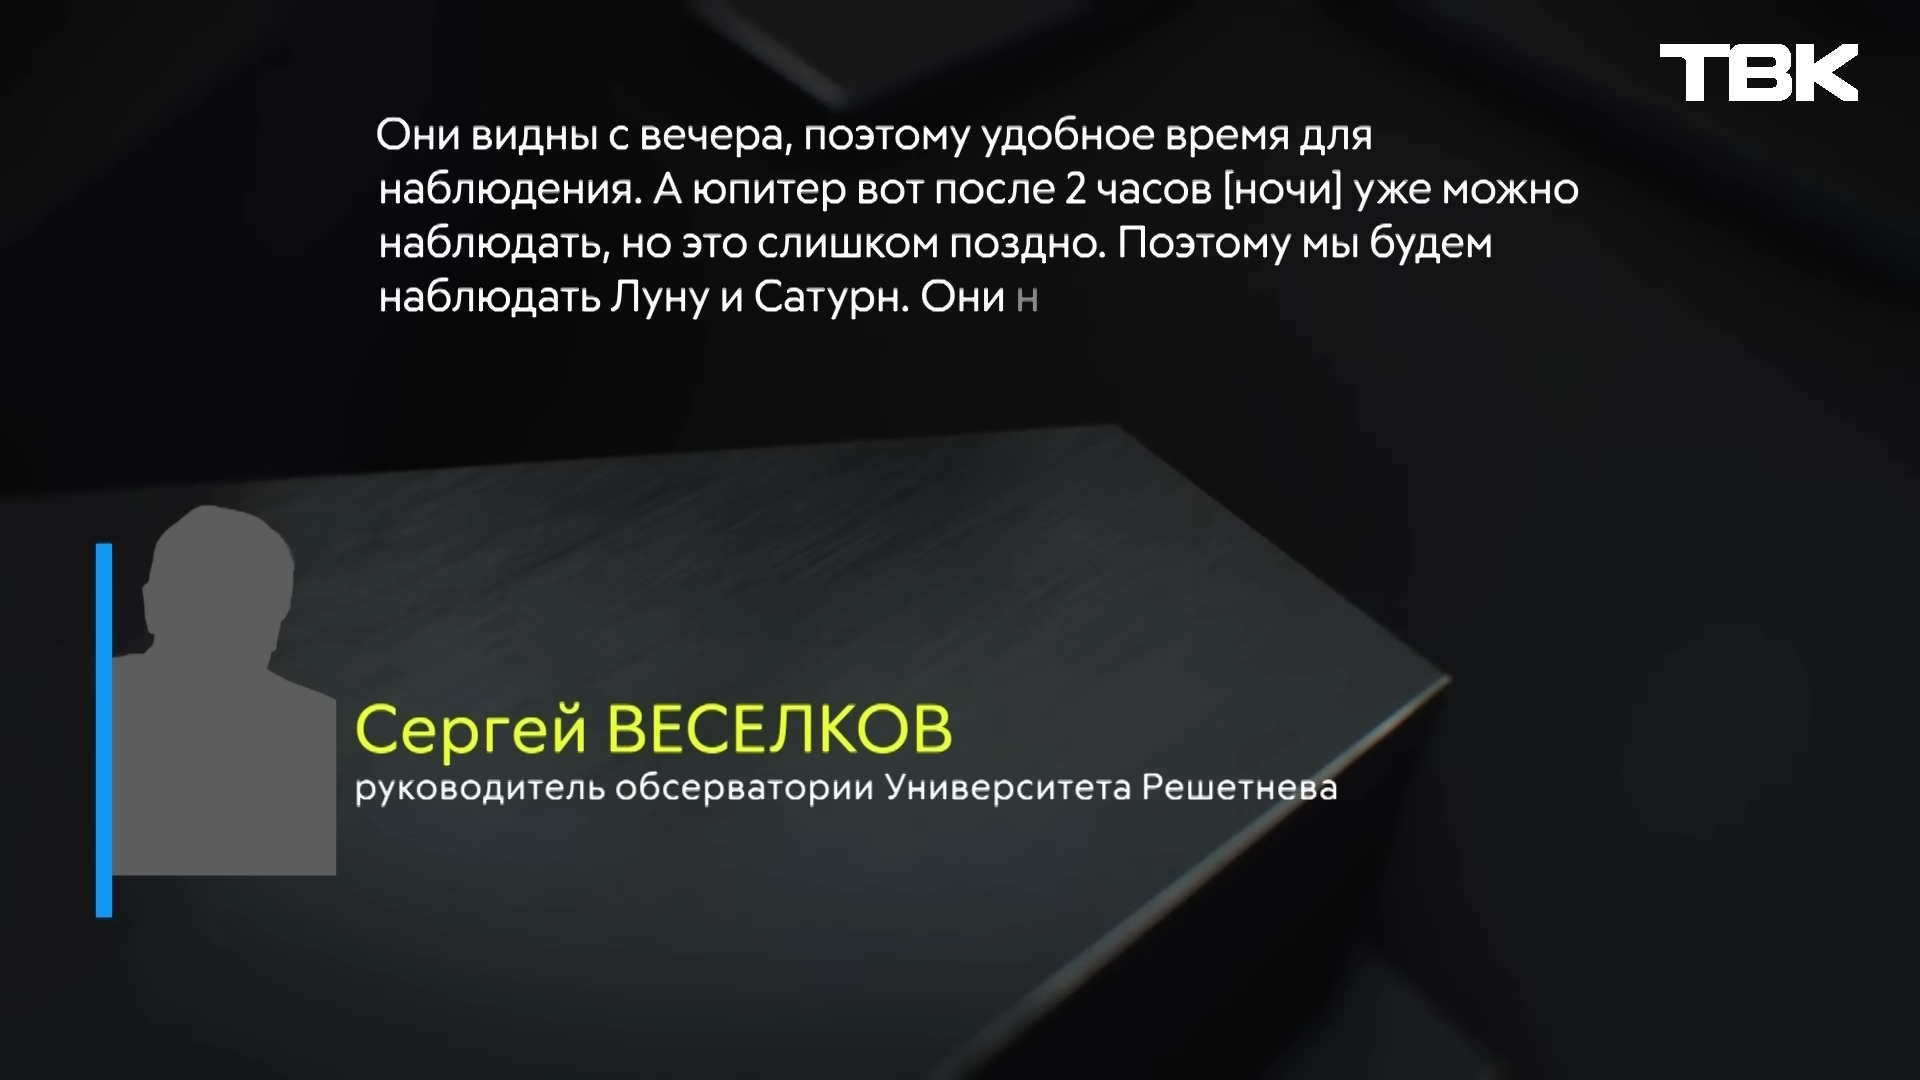 ТВК
Они видны с вечера, поэтому удобное время для
наблюдения. А юпитер вот после 2 часов [ночи] уже можно
наблюдать, но это слишком поздно. Поэтому мы будем
наблюдать Луну и Сатурн. Они н
Сергей ВЕСЕЛКОВ
руководитель обсерватории Университета Решетнева